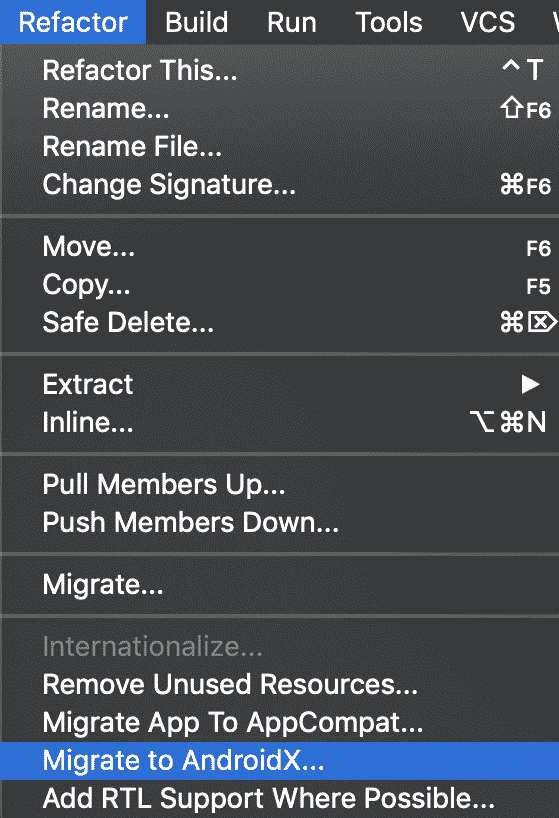 Refactor Build Run Tools VCS
Refactor This... ^T
Rename... ⇧F6
Rename File...
Change Signature... ⌘F6
Move... F6
Copy... F5
Safe Delete... ⌘⌦
Extract ▶
Inline... ⌥⌘N
Pull Members Up...
Push Members Down...
Migrate...
Internationalize...
Remove Unused Resources...
Migrate App To AppCompat...
Migrate to AndroidX...
Add RTL Support Where Possible...